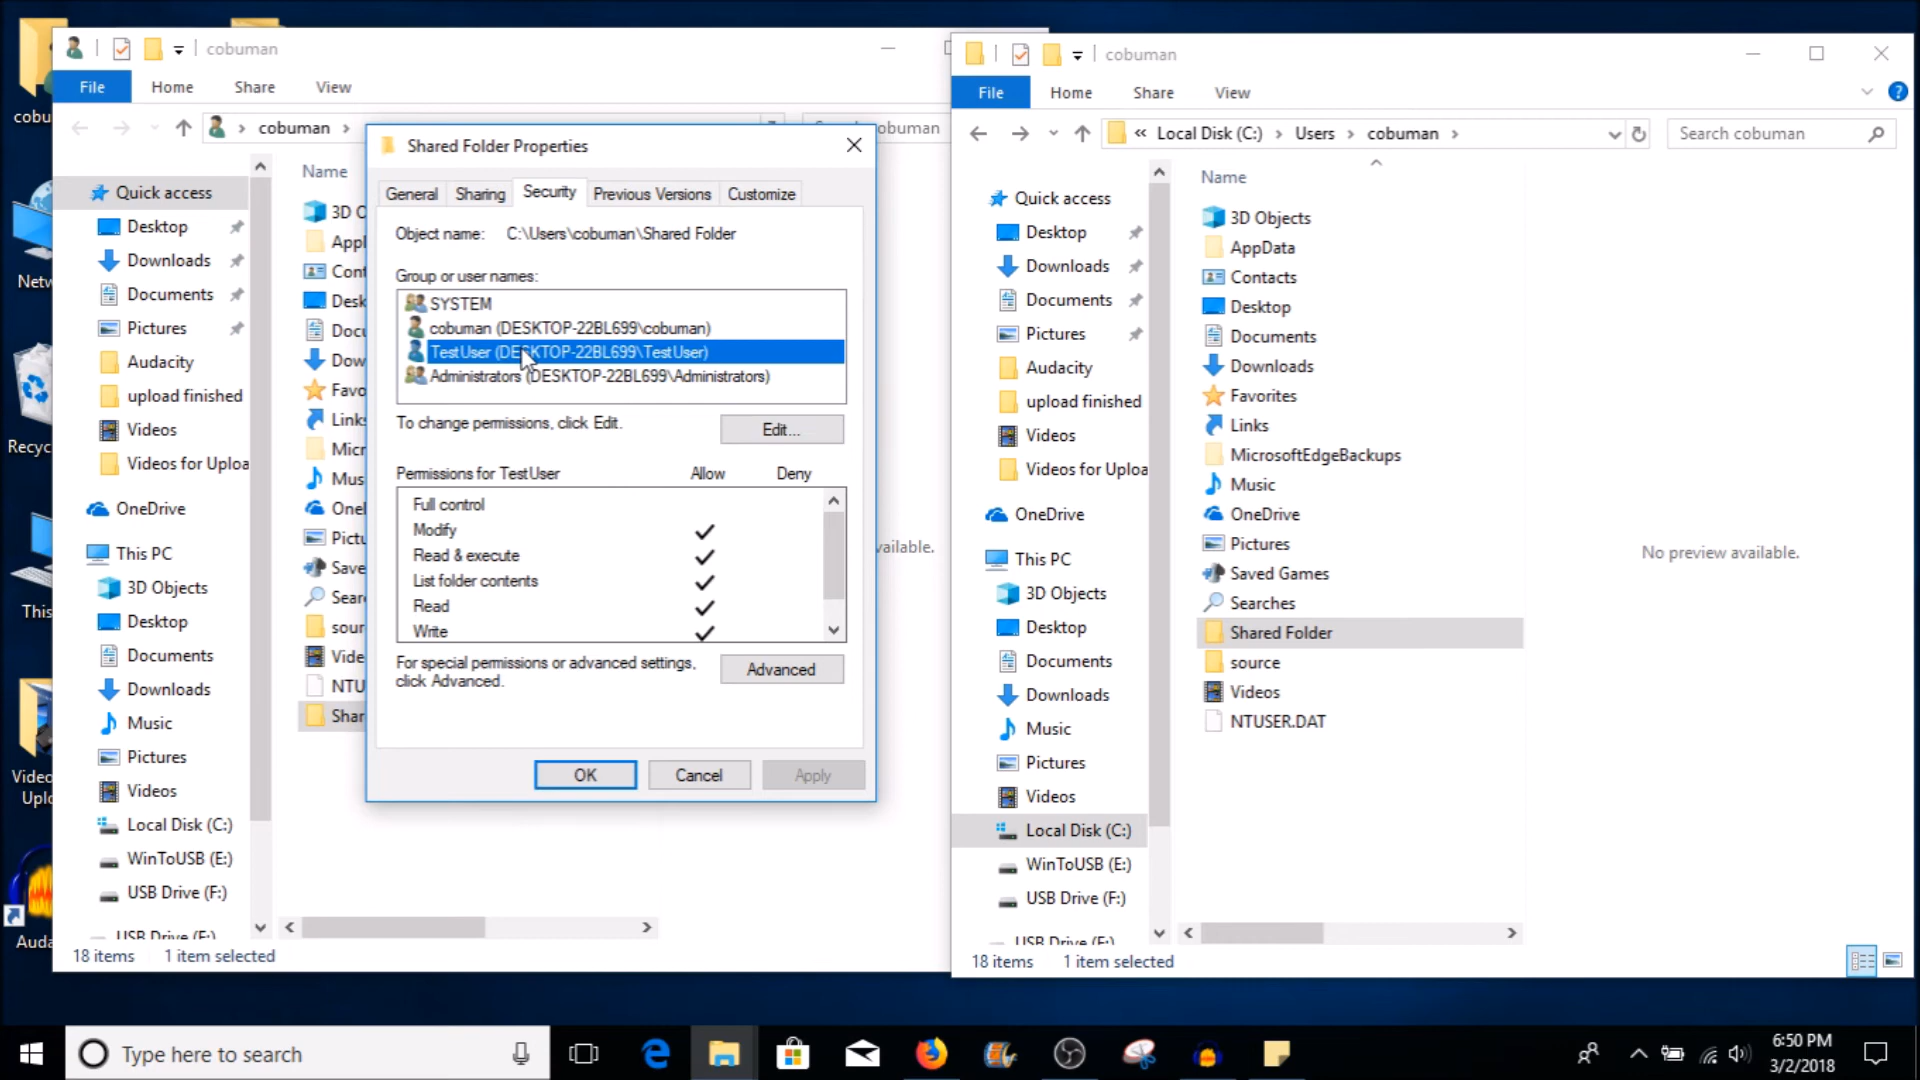 cobu
Netw
Recyc
This
Video
Uplo
Auda
cobuman
File
Home
Share
View
cobuman
obuman
Quick access
Desktop
Downloads
Documents
Pictures
Audacity
upload finished
Videos
Videos for Uploa
OneDrive
This PC
3D Objects
Desktop
Documents
Downloads
Music
Pictures
Videos
Local Disk (C:)
WinToUSB (E:)
USB Drive (F:)
USB Drive (F:)
Name
3D O
Appl
Cont
Desk
Docu
Dow
Favo
Links
Micr
Mus
One
Pictu
Save
Sear
sour
Vide
NTU
Shar
vailable.
18 items
1 item selected
Shared Folder Properties
General
Sharing
Security
Previous Versions
Customize
Object name: C:\Users\cobuman\Shared Folder
Group or user names:
SYSTEM
cobuman (DESKTOP-22BL699\cobuman)
TestUser (DESKTOP-22BL699\TestUser)
Administrators (DESKTOP-22BL699\Administrators)
To change permissions, click Edit.
Edit...
Permissions for TestUser
Allow
Deny
Full control
Modify
Read & execute
List folder contents
Read
Write
For special permissions or advanced settings,
click Advanced.
Advanced
OK
Cancel
Apply
cobuman
File
Home
Share
View
« Local Disk (C:) > Users > cobuman >
Search cobuman
Quick access
Desktop
Downloads
Documents
Pictures
Audacity
upload finished
Videos
Videos for Uploa
OneDrive
This PC
3D Objects
Desktop
Documents
Downloads
Music
Pictures
Videos
Local Disk (C:)
WinToUSB (E:)
USB Drive (F:)
USB Drive (F:)
Name
3D Objects
AppData
Contacts
Desktop
Documents
Downloads
Favorites
Links
MicrosoftEdgeBackups
Music
OneDrive
Pictures
Saved Games
Searches
Shared Folder
source
Videos
NTUSER.DAT
No preview available.
18 items
1 item selected
Type here to search
6:50 PM
3/2/2018